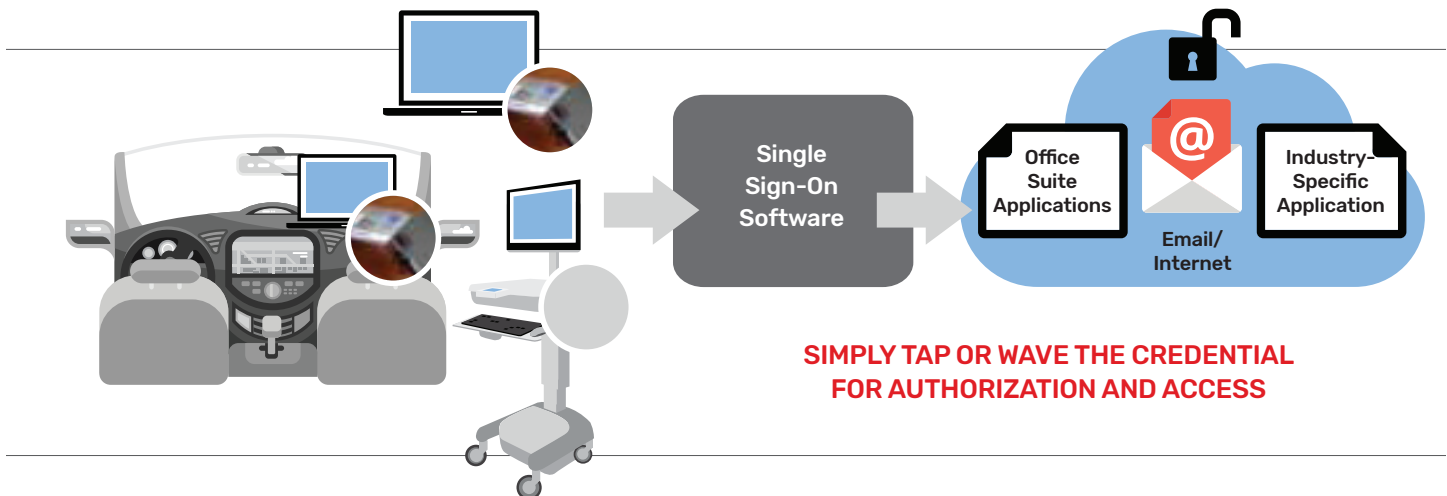 Single
Sign-On
Software
Office
Suite
Applications
@
Email/
Internet
Industry-
Specific
Application
SIMPLY TAP OR WAVE THE CREDENTIAL
FOR AUTHORIZATION AND ACCESS